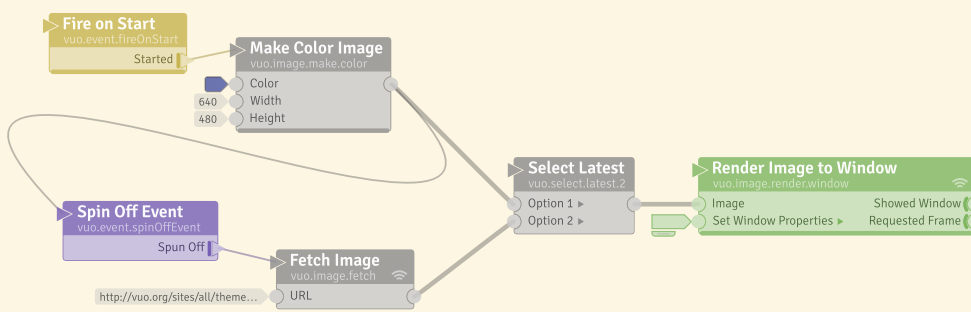 Fire on Start
vuo.event.fireOnStart
Started
Make Color Image
vuo.image.make.color
Color
640 Width
480 Height
Select Latest
vuo.select.latest.2
Option 1
Option 2
Render Image to Window
vuo.image.render.window
Image Showed Window
Set Window Properties Requested Frame
Spin Off Event
vuo.event.spinOffEvent
Spun Off
Fetch Image
vuo.image.fetch
http://vuo.org/sites/all/theme… URL